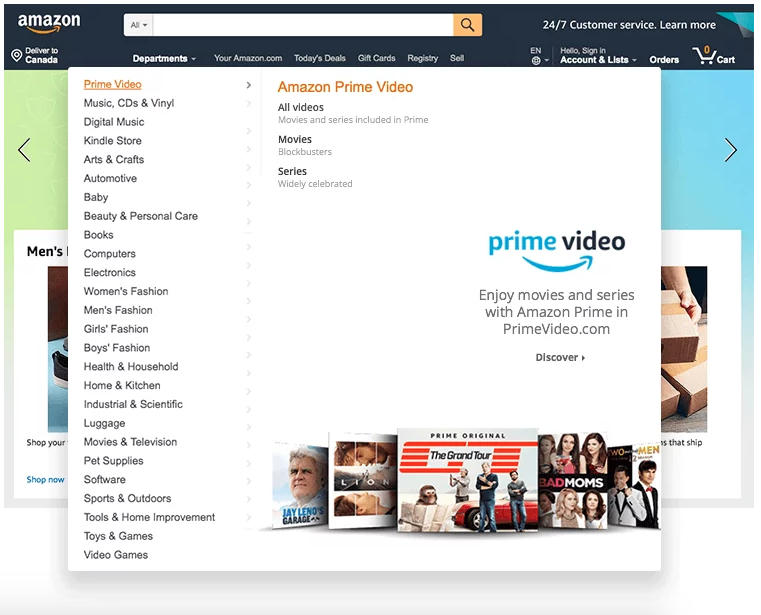 amazon
All
24/7 Customer service. Learn more
Deliver to
Canada
Departments
Your Amazon.com
Today's Deals
Gift Cards
Registry
Sell
EN
Hello, Sign in
Account & Lists
Orders
0
Cart
Prime Video
Music, CDs & Vinyl
Digital Music
Kindle Store
Arts & Crafts
Automotive
Baby
Beauty & Personal Care
Books
Computers
Electronics
Women's Fashion
Men's Fashion
Girls' Fashion
Boys' Fashion
Health & Household
Home & Kitchen
Industrial & Scientific
Luggage
Movies & Television
Pet Supplies
Software
Sports & Outdoors
Tools & Home Improvement
Toys & Games
Video Games
Amazon Prime Video
All videos
Movies and series included in Prime
Movies
Blockbusters
Series
Widely celebrated
prime video
Enjoy movies and series
with Amazon Prime in
PrimeVideo.com
Discover
JAY LENO'S
GARAGE
LION
PRIME ORIGINAL
The Grand Tour
BAD MOMS
TWO and a MEN
Men's
Shop your
Shop now
ms that ship